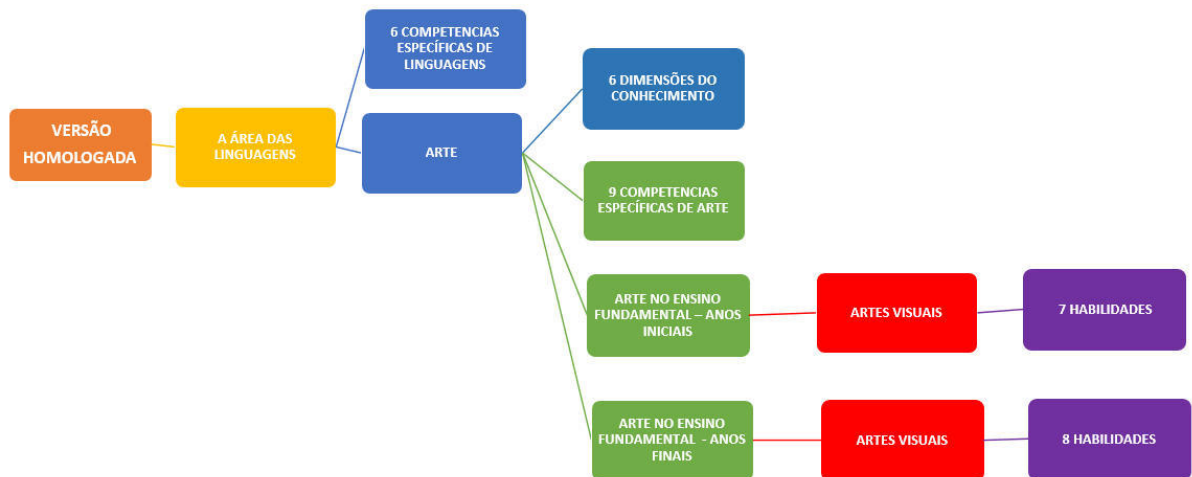 VERSÃO
HOMOLOGADA
A ÁREA DAS
LINGUAGENS
6 COMPETENCIAS
ESPECÍFICAS DE
LINGUAGENS
ARTE
6 DIMENSÕES DO
CONHECIMENTO
9 COMPETENCIAS
ESPECÍFICAS DE ARTE
ARTE NO ENSINO
FUNDAMENTAL – ANOS
INICIAIS
ARTES VISUAIS
7 HABILIDADES
ARTE NO ENSINO
FUNDAMENTAL - ANOS
FINAIS
ARTES VISUAIS
8 HABILIDADES